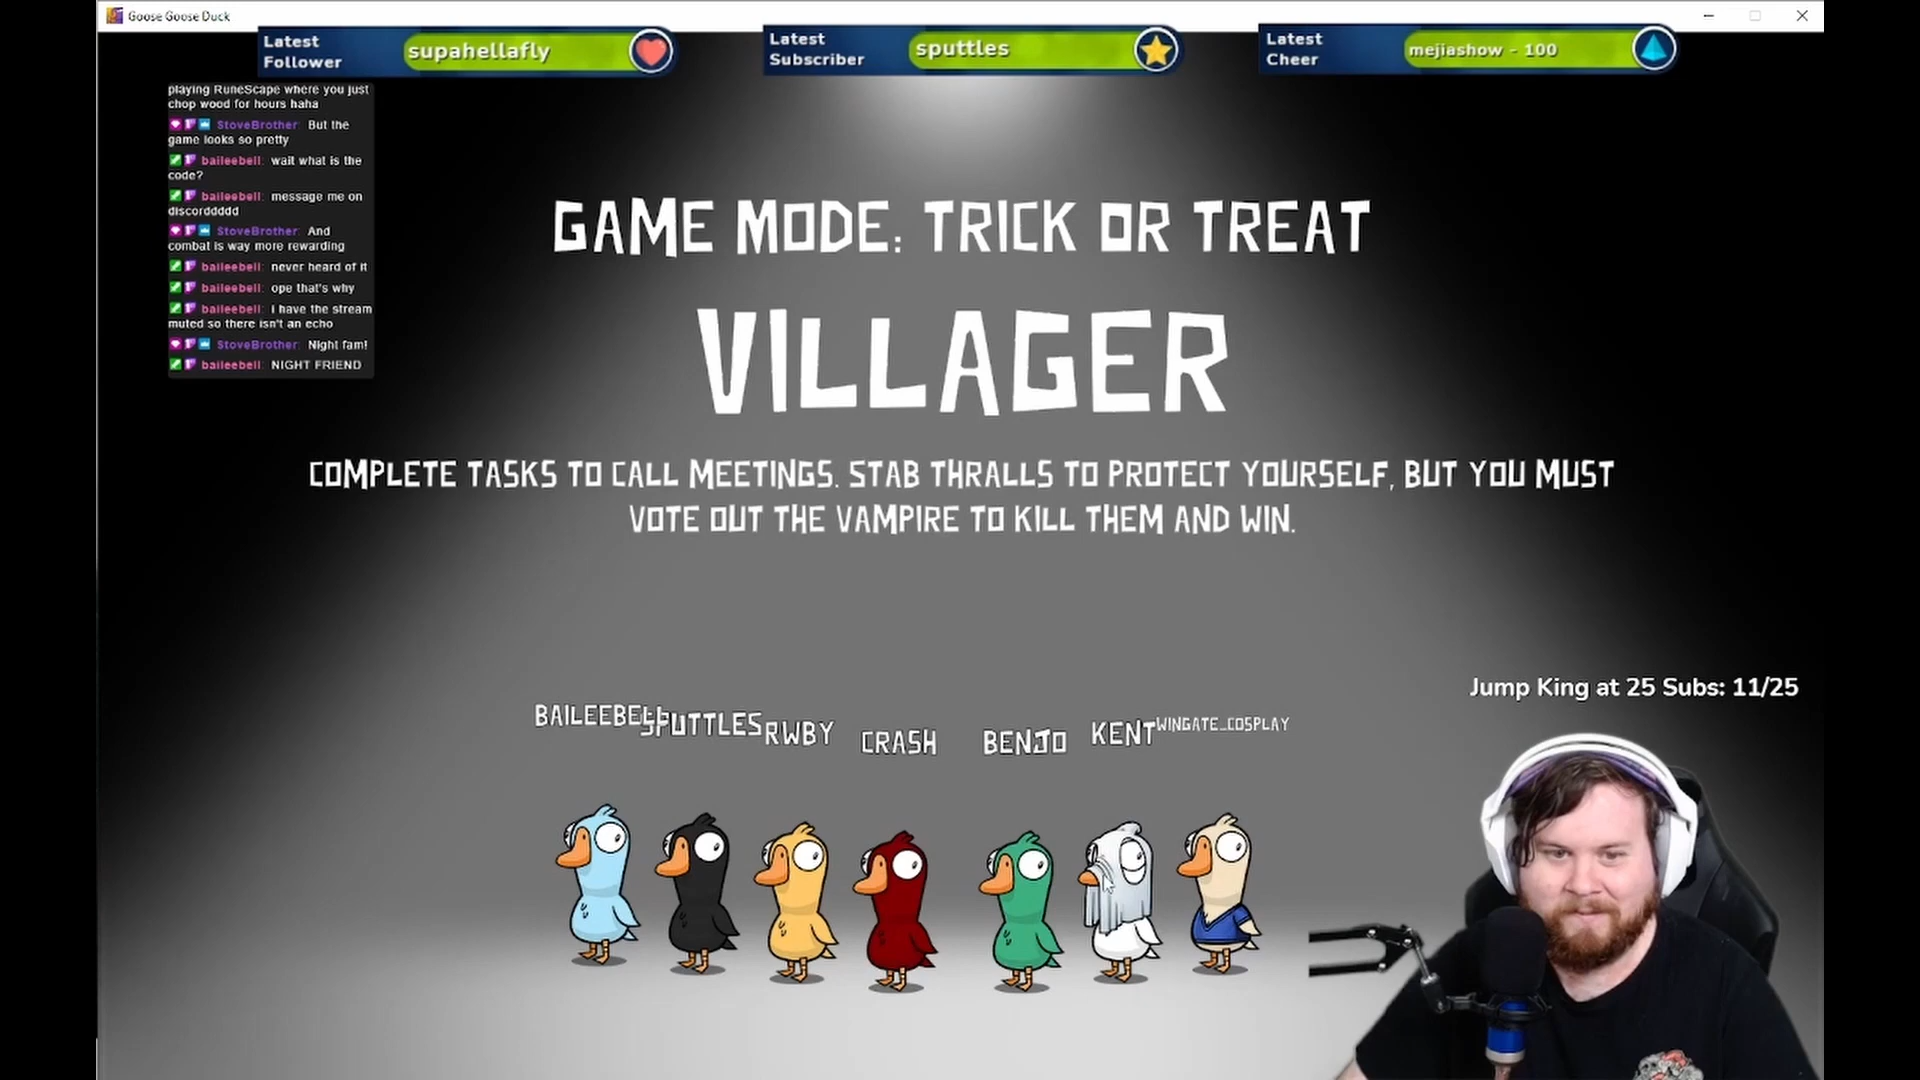 Goose Goose Duck
Latest
Follower
supahellafly
Latest
Subscriber
sputtles
Latest
Cheer
mejiashow - 100
playing RuneScape where you just
chop wood for hours haha
StoveBrother: But the
game looks so pretty
baileebell: wait what is the
code?
baileebell: message me on
discorddddd
StoveBrother: And
combat is way more rewarding
baileebell: never heard of it
baileebell: ope that's why
baileebell: i have the stream
muted so there isn't an echo
StoveBrother: Night fam!
baileebell: NIGHT FRIEND
GAME MODE: TRICK OR TREAT
VILLAGER
COMPLETE TASKS TO CALL MEETINGS. STAB THRALLS TO PROTECT YOURSELF, BUT YOU MUST
VOTE OUT THE VAMPIRE TO KILL THEM AND WIN.
Jump King at 25 Subs: 11/25
BAILEEBELL SPUTTLES RWBY CRASH BENJO KENT WINGATE_COSPLAY